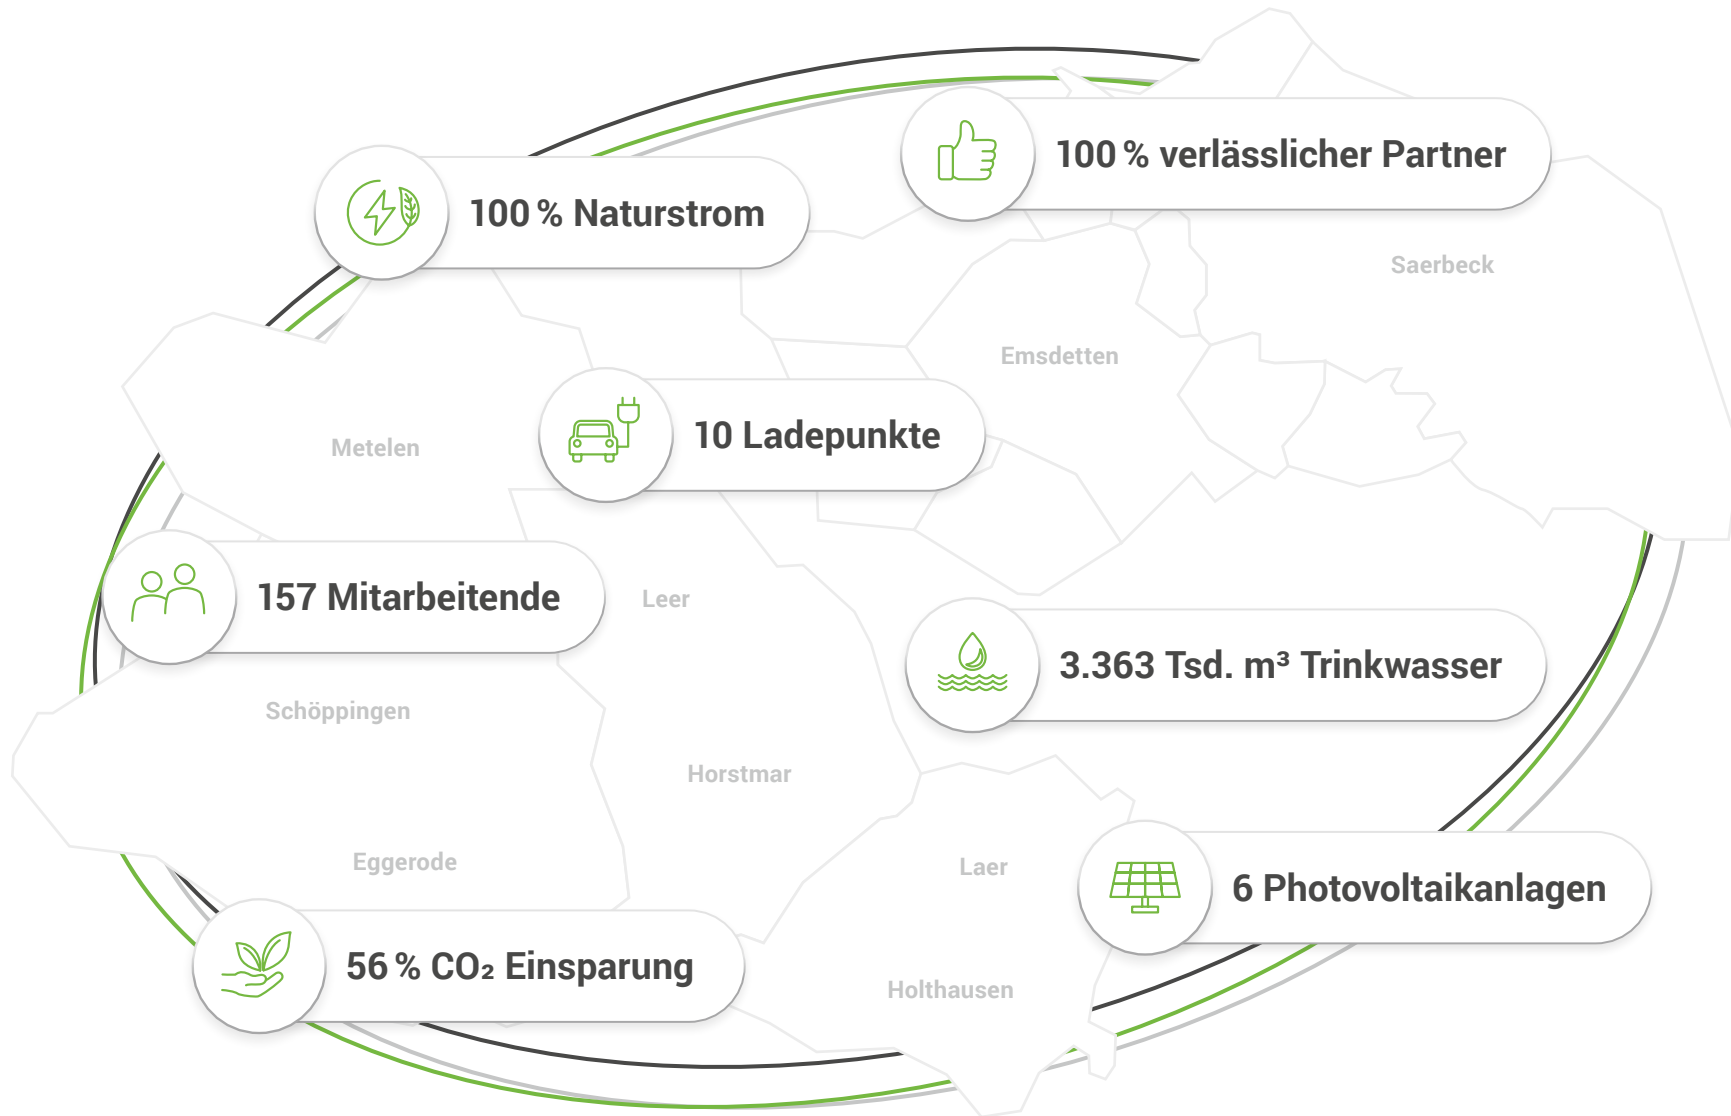 100 % verlässlicher Partner
100 % Naturstrom
Saerbeck
Emsdetten
10 Ladepunkte
Metelen
157 Mitarbeitende
Leer
3.363 Tsd. m³ Trinkwasser
Schöppingen
Horstmar
Eggerode
Laer
6 Photovoltaikanlagen
56 % CO₂ Einsparung
Holthausen